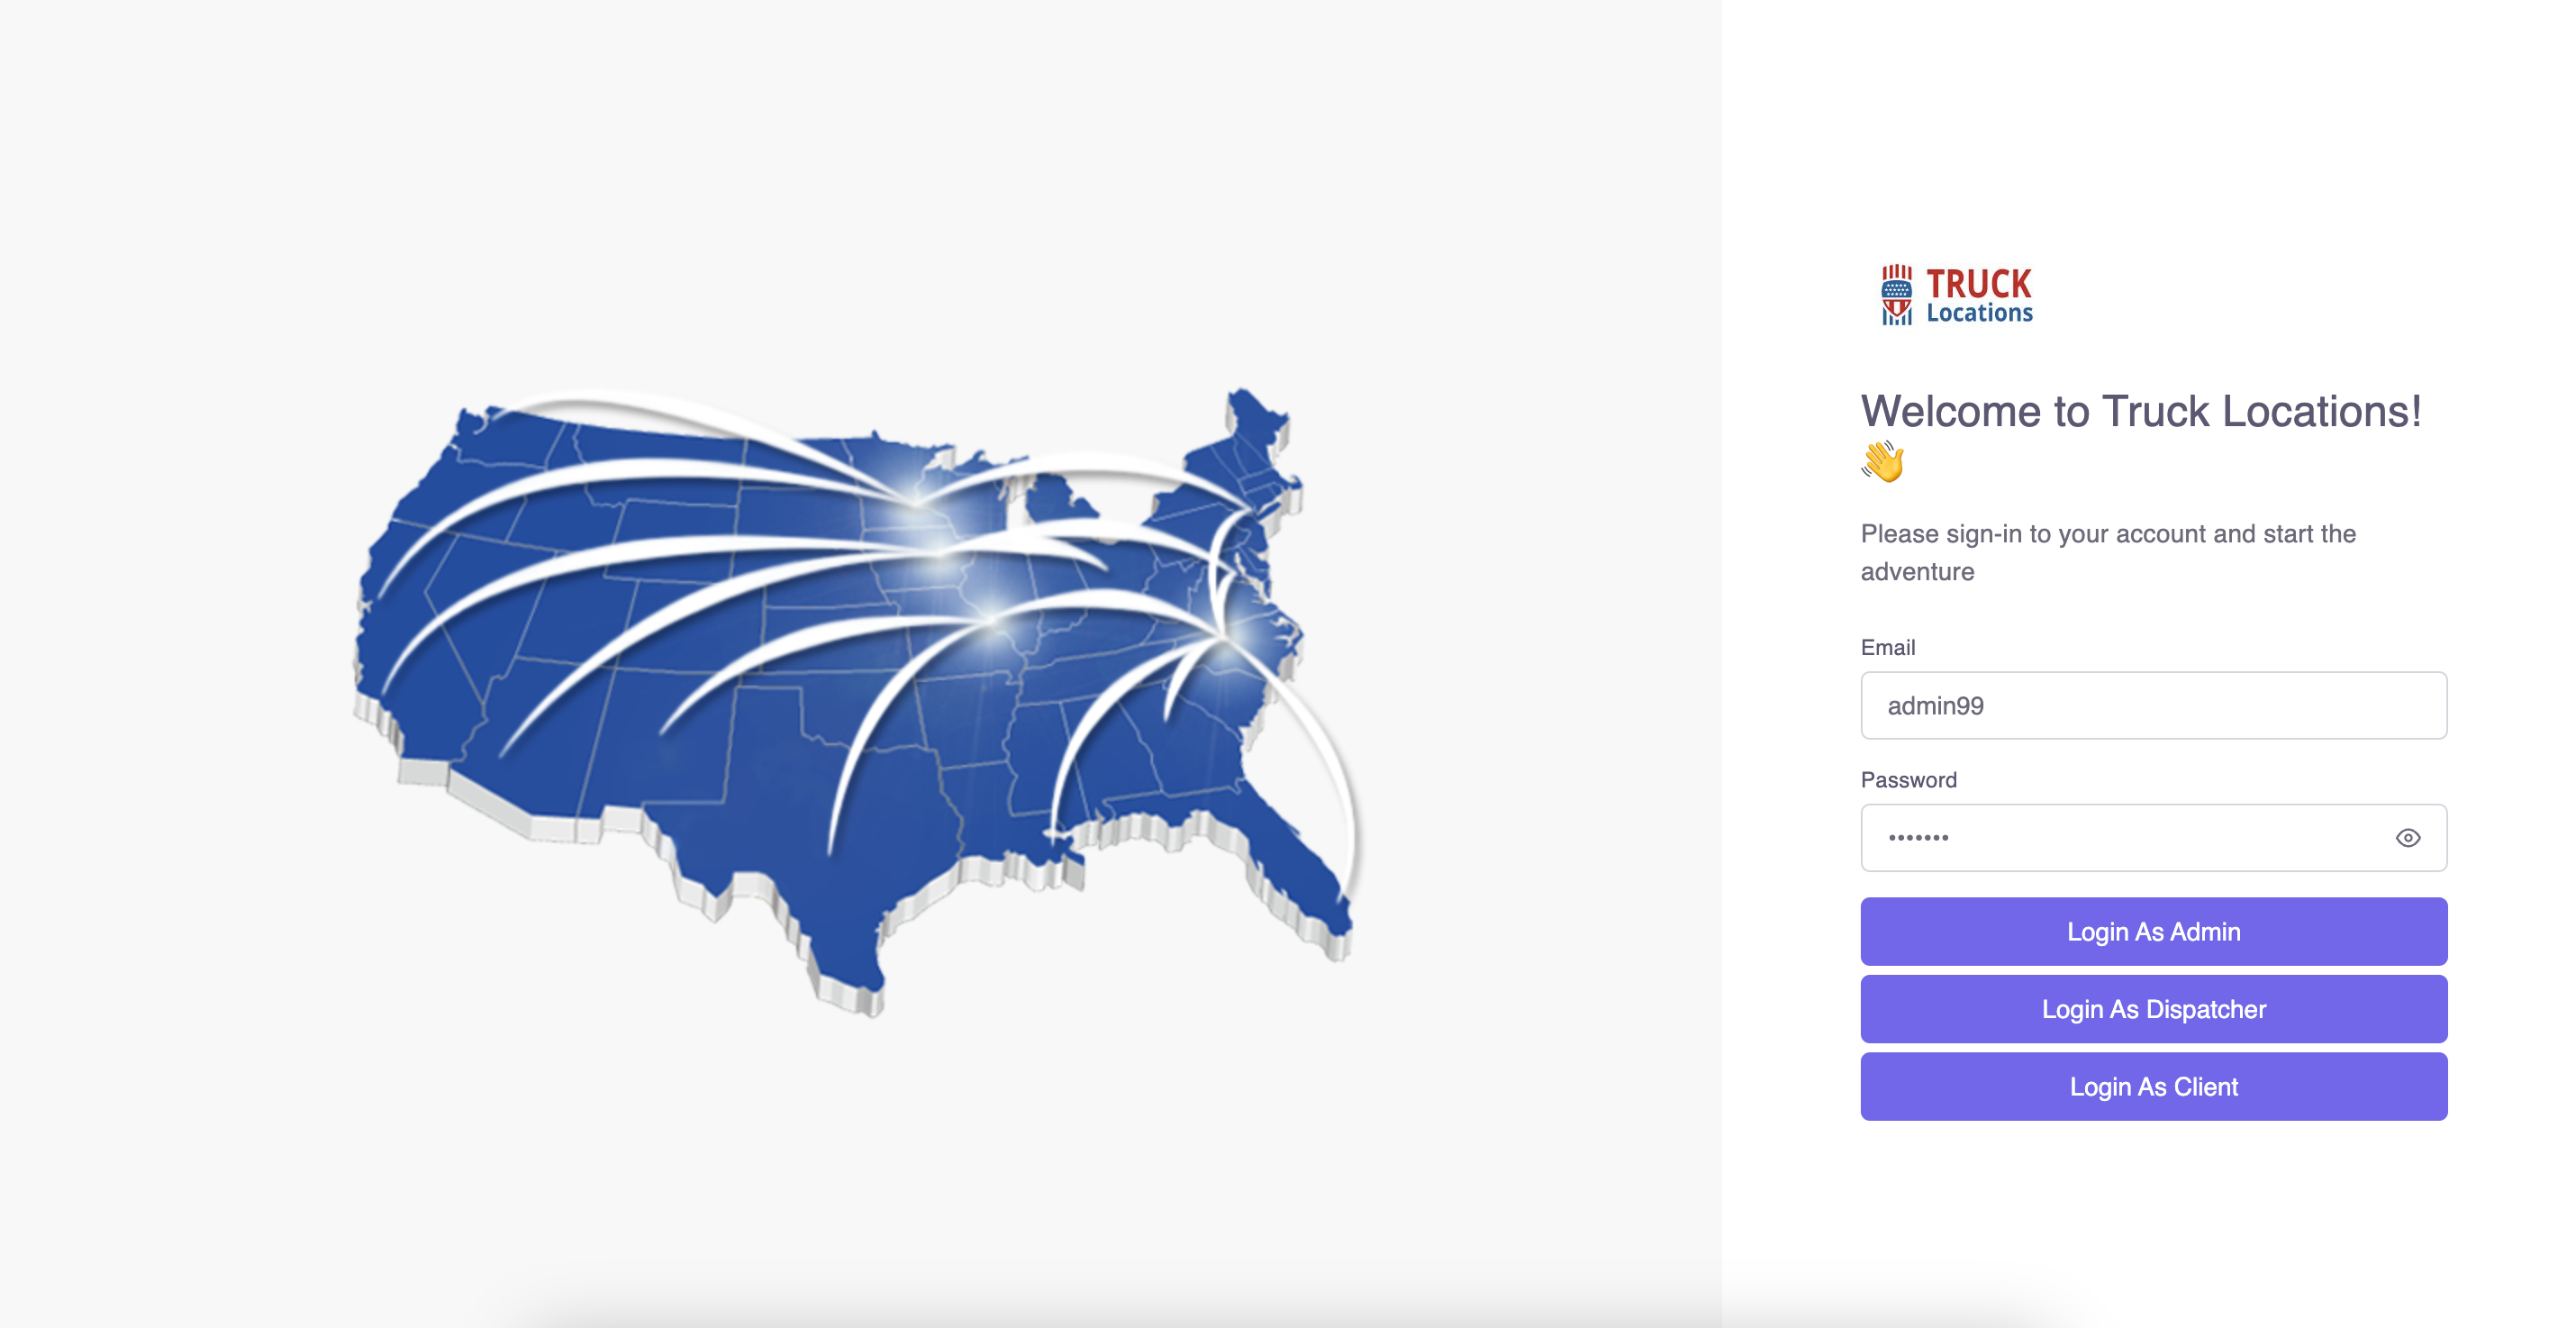 TRUCK
Locations
Welcome to Truck Locations!
👋
Please sign-in to your account and start the
adventure
Email
admin99
Password
•••••••
Login As Admin
Login As Dispatcher
Login As Client